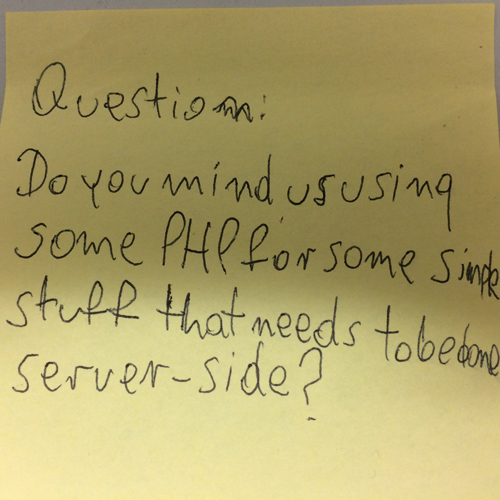 Question:
Do you mind us using
some PHP for some simple
stuff that needs to be done
server-side?